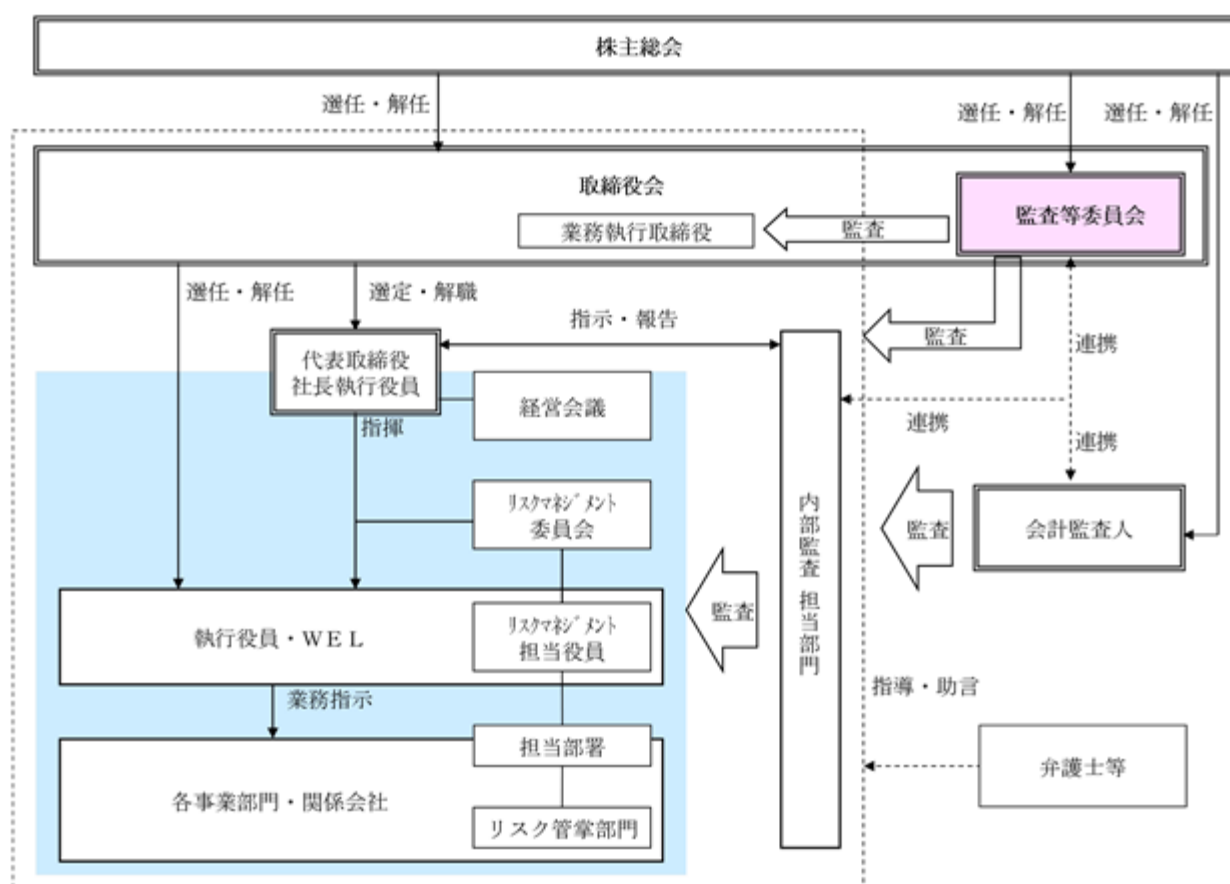 株主総会
選任・解任
選任・解任
選任・解任
取締役会
業務執行取締役
監査
監査等委員会
選任・解任
選定・解職
指示・報告
監査
連携
代表取締役
社長執行役員
経営会議
指揮
連携
連携
リスクマネジメント
委員会
内部監査 担当部門
監査
会計監査人
執行役員・WEL
リスクマネジメント
担当役員
監査
業務指示
指導・助言
担当部署
弁護士等
各事業部門・関係会社
リスク管掌部門